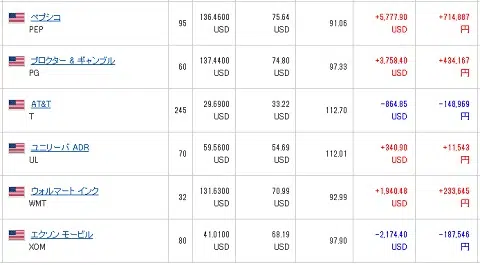 ペプシコ 95 136.4600 75.64 91.06 +5,777.90 +714,887
PEP USD USD USD 円
プロクター & ギャンブル 60 137.4400 74.80 97.33 +3,758.40 +434,167
PG USD USD USD 円
AT&T 245 29.6900 33.22 112.70 -864.85 -148,969
T USD USD USD 円
ユニリーバ ADR 70 59.5600 54.69 112.01 +340.90 +11,543
UL USD USD USD 円
ウォルマート インク 32 131.6300 70.99 92.99 +1,940.48 +233,645
WMT USD USD USD 円
エクソン モービル 80 41.0100 68.19 97.90 -2,174.40 -187,546
XOM USD USD USD 円